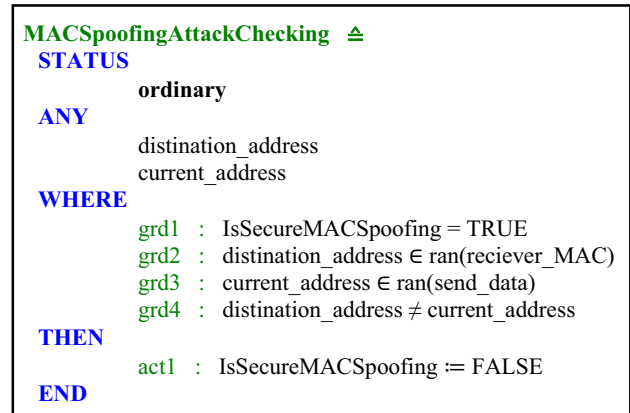 MACSpoofingAttackChecking ≙
STATUS
ordinary
ANY
distination_address
current_address
WHERE
grd1 : IsSecureMACSpoofing = TRUE
grd2 : distination_address ∈ ran(reciever_MAC)
grd3 : current_address ∈ ran(send_data)
grd4 : distination_address ≠ current_address
THEN
act1 : IsSecureMACSpoofing ≔ FALSE
END